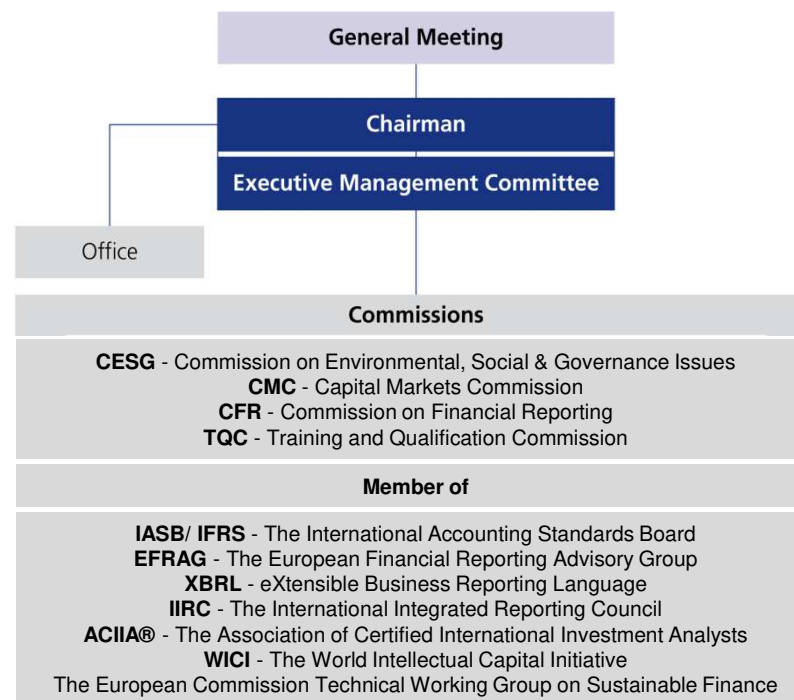 General Meeting
Chairman
Executive Management Committee
Office
Commissions
CESG - Commission on Environmental, Social & Governance Issues
CMC - Capital Markets Commission
CFR - Commission on Financial Reporting
TQC - Training and Qualification Commission
Member of
IASB/ IFRS - The International Accounting Standards Board
EFRAG - The European Financial Reporting Advisory Group
XBRL - eXtensible Business Reporting Language
IIRC - The International Integrated Reporting Council
ACIIA® - The Association of Certified International Investment Analysts
WICI - The World Intellectual Capital Initiative
The European Commission Technical Working Group on Sustainable Finance